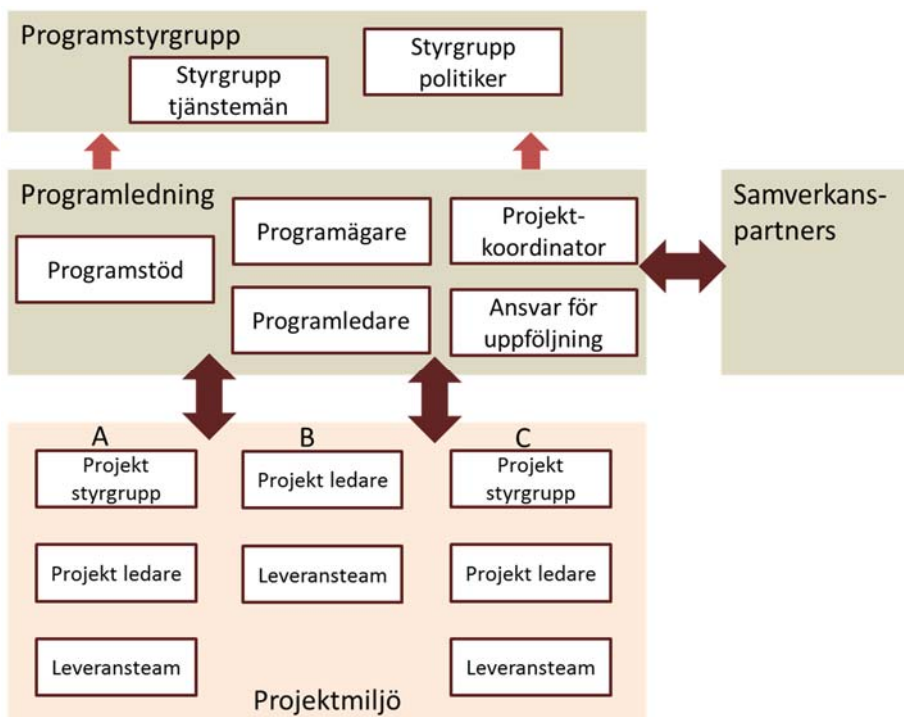 Programstyrgrupp
Styrgrupp
tjänstemän
Styrgrupp
politiker
Programledning
Programstöd
Programägare
Programledare
Projekt-
koordinator
Ansvar för
uppföljning
Samverkans-
partners
A
Projekt
styrgrupp
Projekt ledare
Leveransteam
B
Projekt ledare
Leveransteam
C
Projekt
styrgrupp
Projekt ledare
Leveransteam
Projektmiljö